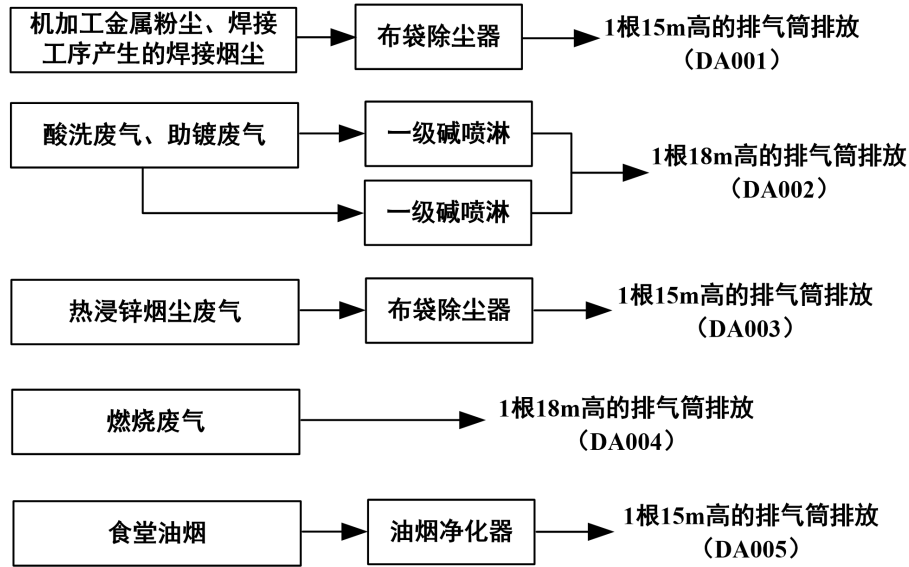 机加工金属粉尘、焊接
工序产生的焊接烟尘
布袋除尘器
1根15m高的排气筒排放
（DA001）
酸洗废气、助镀废气
一级碱喷淋
一级碱喷淋
1根18m高的排气筒排放
（DA002）
热浸锌烟尘废气
布袋除尘器
1根15m高的排气筒排放
（DA003）
燃烧废气
1根18m高的排气筒排放
（DA004）
食堂油烟
油烟净化器
1根15m高的排气筒排放
（DA005）